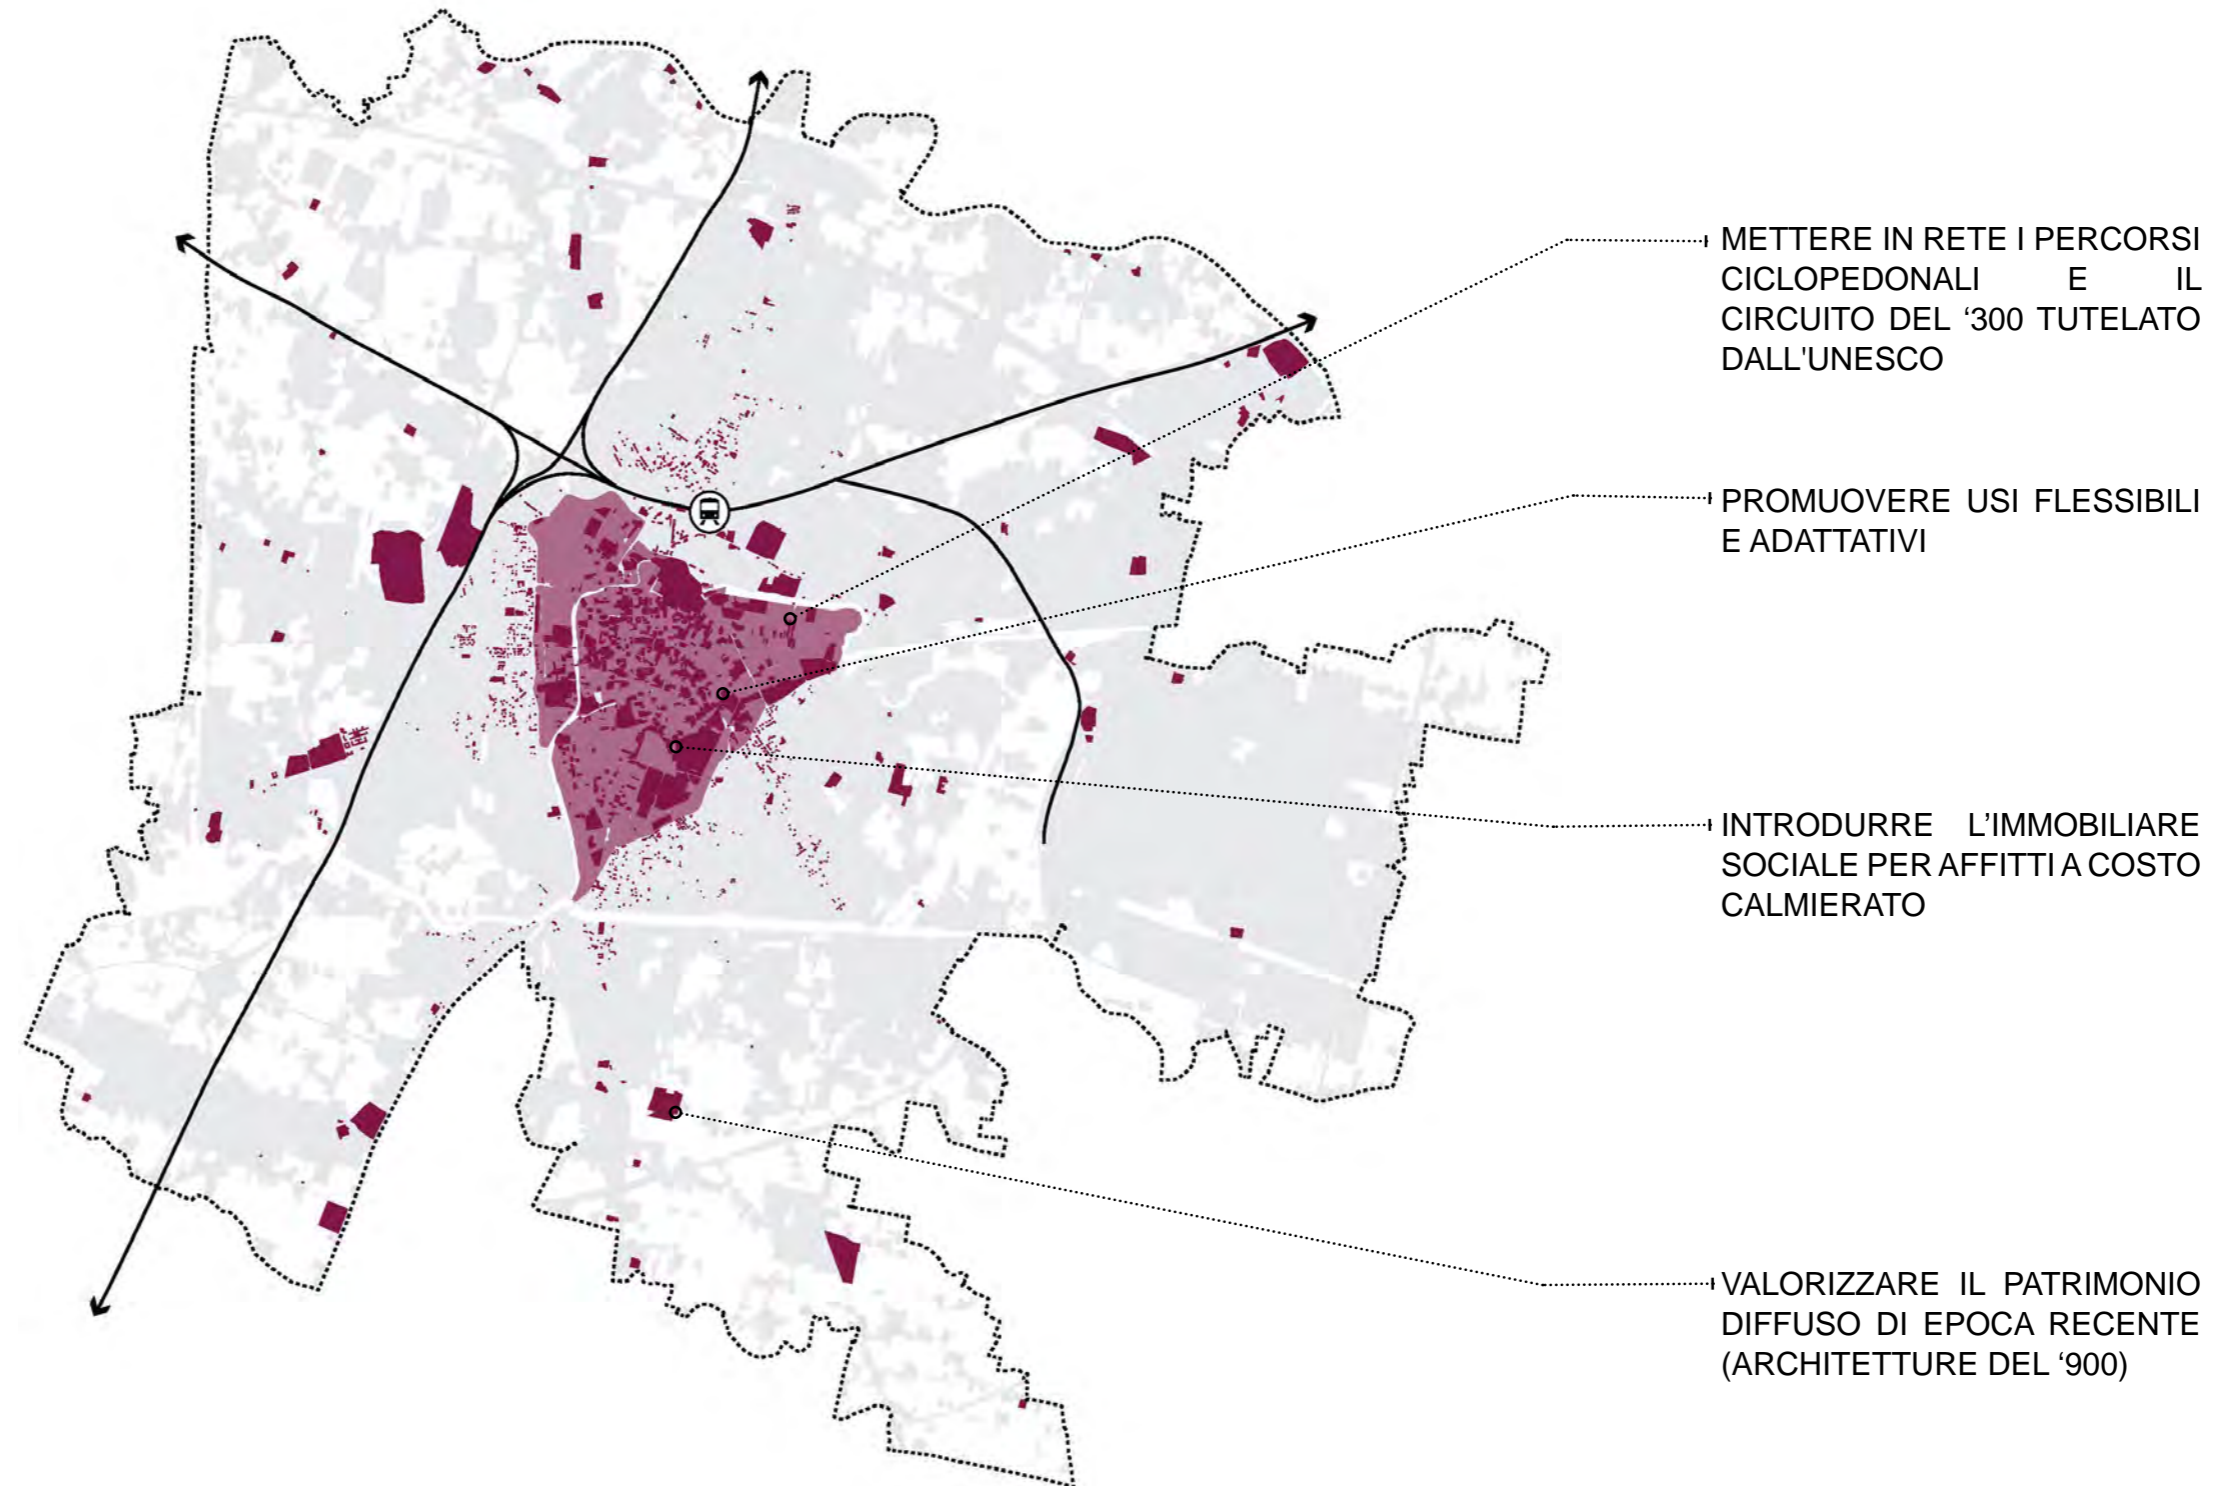 METTERE IN RETE I PERCORSI
CICLOPEDONALI E IL
CIRCUITO DEL ‘300 TUTELATO
DALL'UNESCO
PROMUOVERE USI FLESSIBILI
E ADATTATIVI
INTRODURRE L'IMMOBILIARE
SOCIALE PER AFFITTI A COSTO
CALMIERATO
VALORIZZARE IL PATRIMONIO
DIFFUSO DI EPOCA RECENTE
(ARCHITETTURE DEL ‘900)